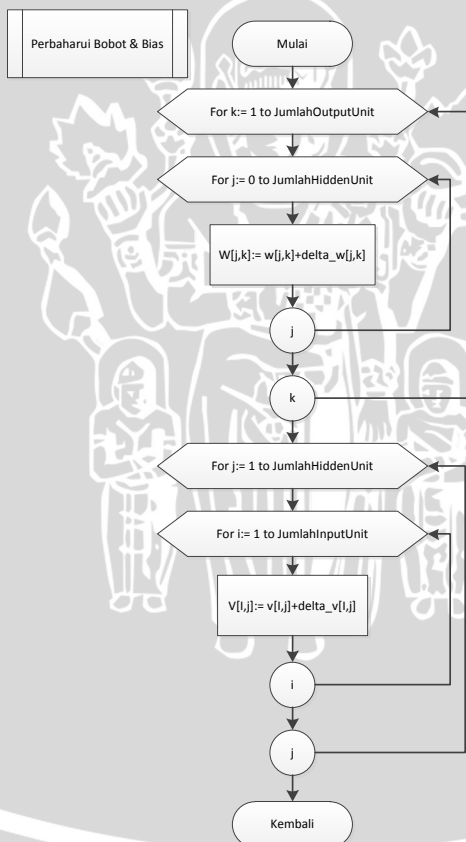 Perbaharui Bobot & Bias
Mulai
For k:= 1 to JumlahOutputUnit
For j:= 0 to JumlahHiddenUnit
W[j,k]:= w[j,k]+delta_w[j,k]
j
k
For j:= 1 to JumlahHiddenUnit
For i:= 1 to JumlahInputUnit
V[I,j]:= v[I,j]+delta_v[I,j]
i
j
Kembali